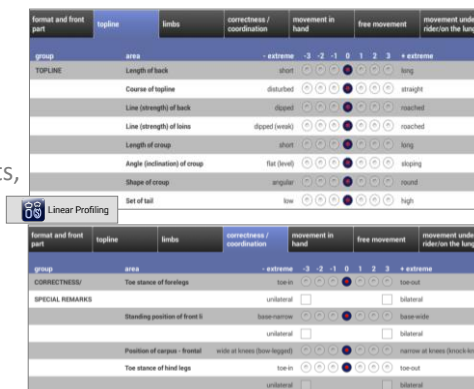 format and front part topline limbs correctness / coordination movement in hand free movement movement unde rider/on the lung
group area - extreme -3 -2 -1 0 1 2 3 + extreme
TOPLINE Length of back short long
Course of topline disturbed straight
Line (strength) of back dipped roached
Line (strength) of loins dipped (weak) roached
Length of croup short long
Angle (inclination) of croup flat (level) sloping
ts, Shape of croup angular round
Set of tail low high
Linear Profiling
format and front part topline limbs correctness / coordination movement in hand free movement movement unde rider/on the lung
group area - extreme -3 -2 -1 0 1 2 3 + extreme
CORRECTNESS/ Toe stance of forelegs toe-in toe-out
SPECIAL REMARKS unilateral bilateral
Standing position of front li base-narrow base-wide
unilateral bilateral
Position of carpus - frontal wide at knees (bow-legged) narrow at knees (knock-kn
Toe stance of hind legs toe-in toe-out
unilateral bilateral